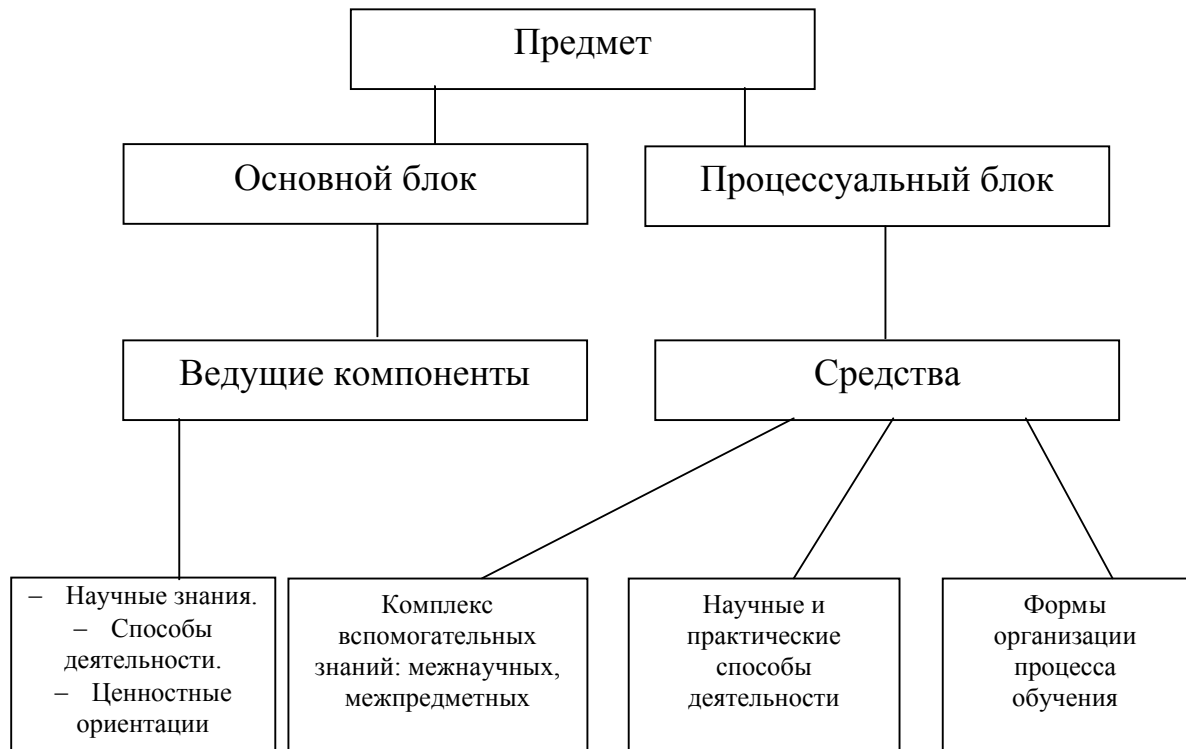 Предмет
Основной блок
Процессуальный блок
Ведущие компоненты
Средства
– Научные знания.
– Способы
деятельности.
– Ценностные
ориентации
Комплекс
вспомогательных
знаний: межнаучных,
межпредметных
Научные и
практические
способы
деятельности
Формы
организации
процесса
обучения